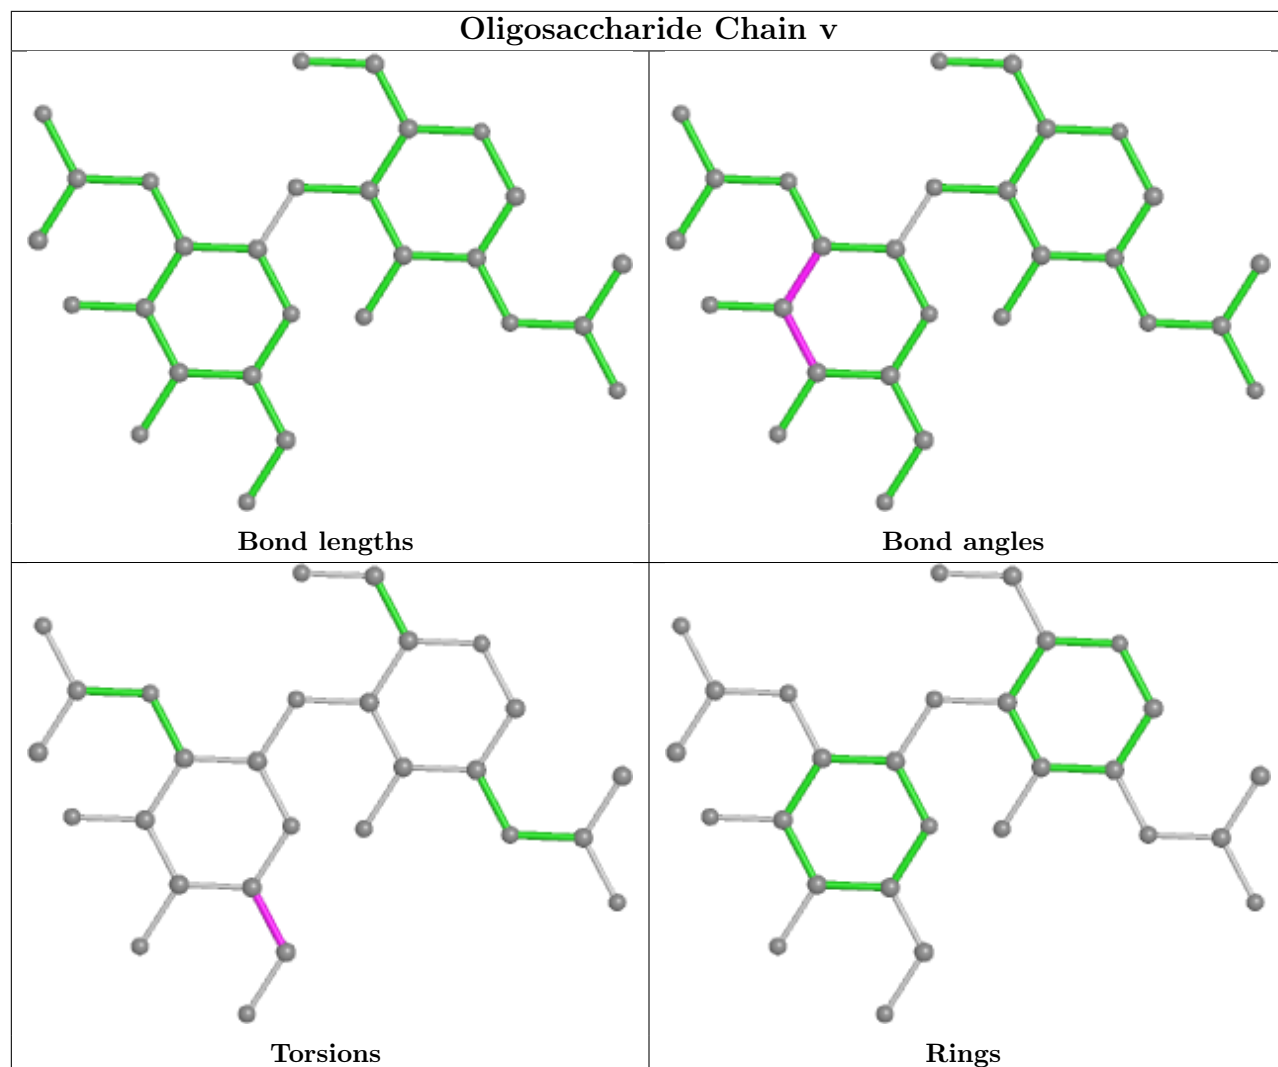 Oligosaccharide Chain v
Bond lengths
Bond angles
Torsions
Rings